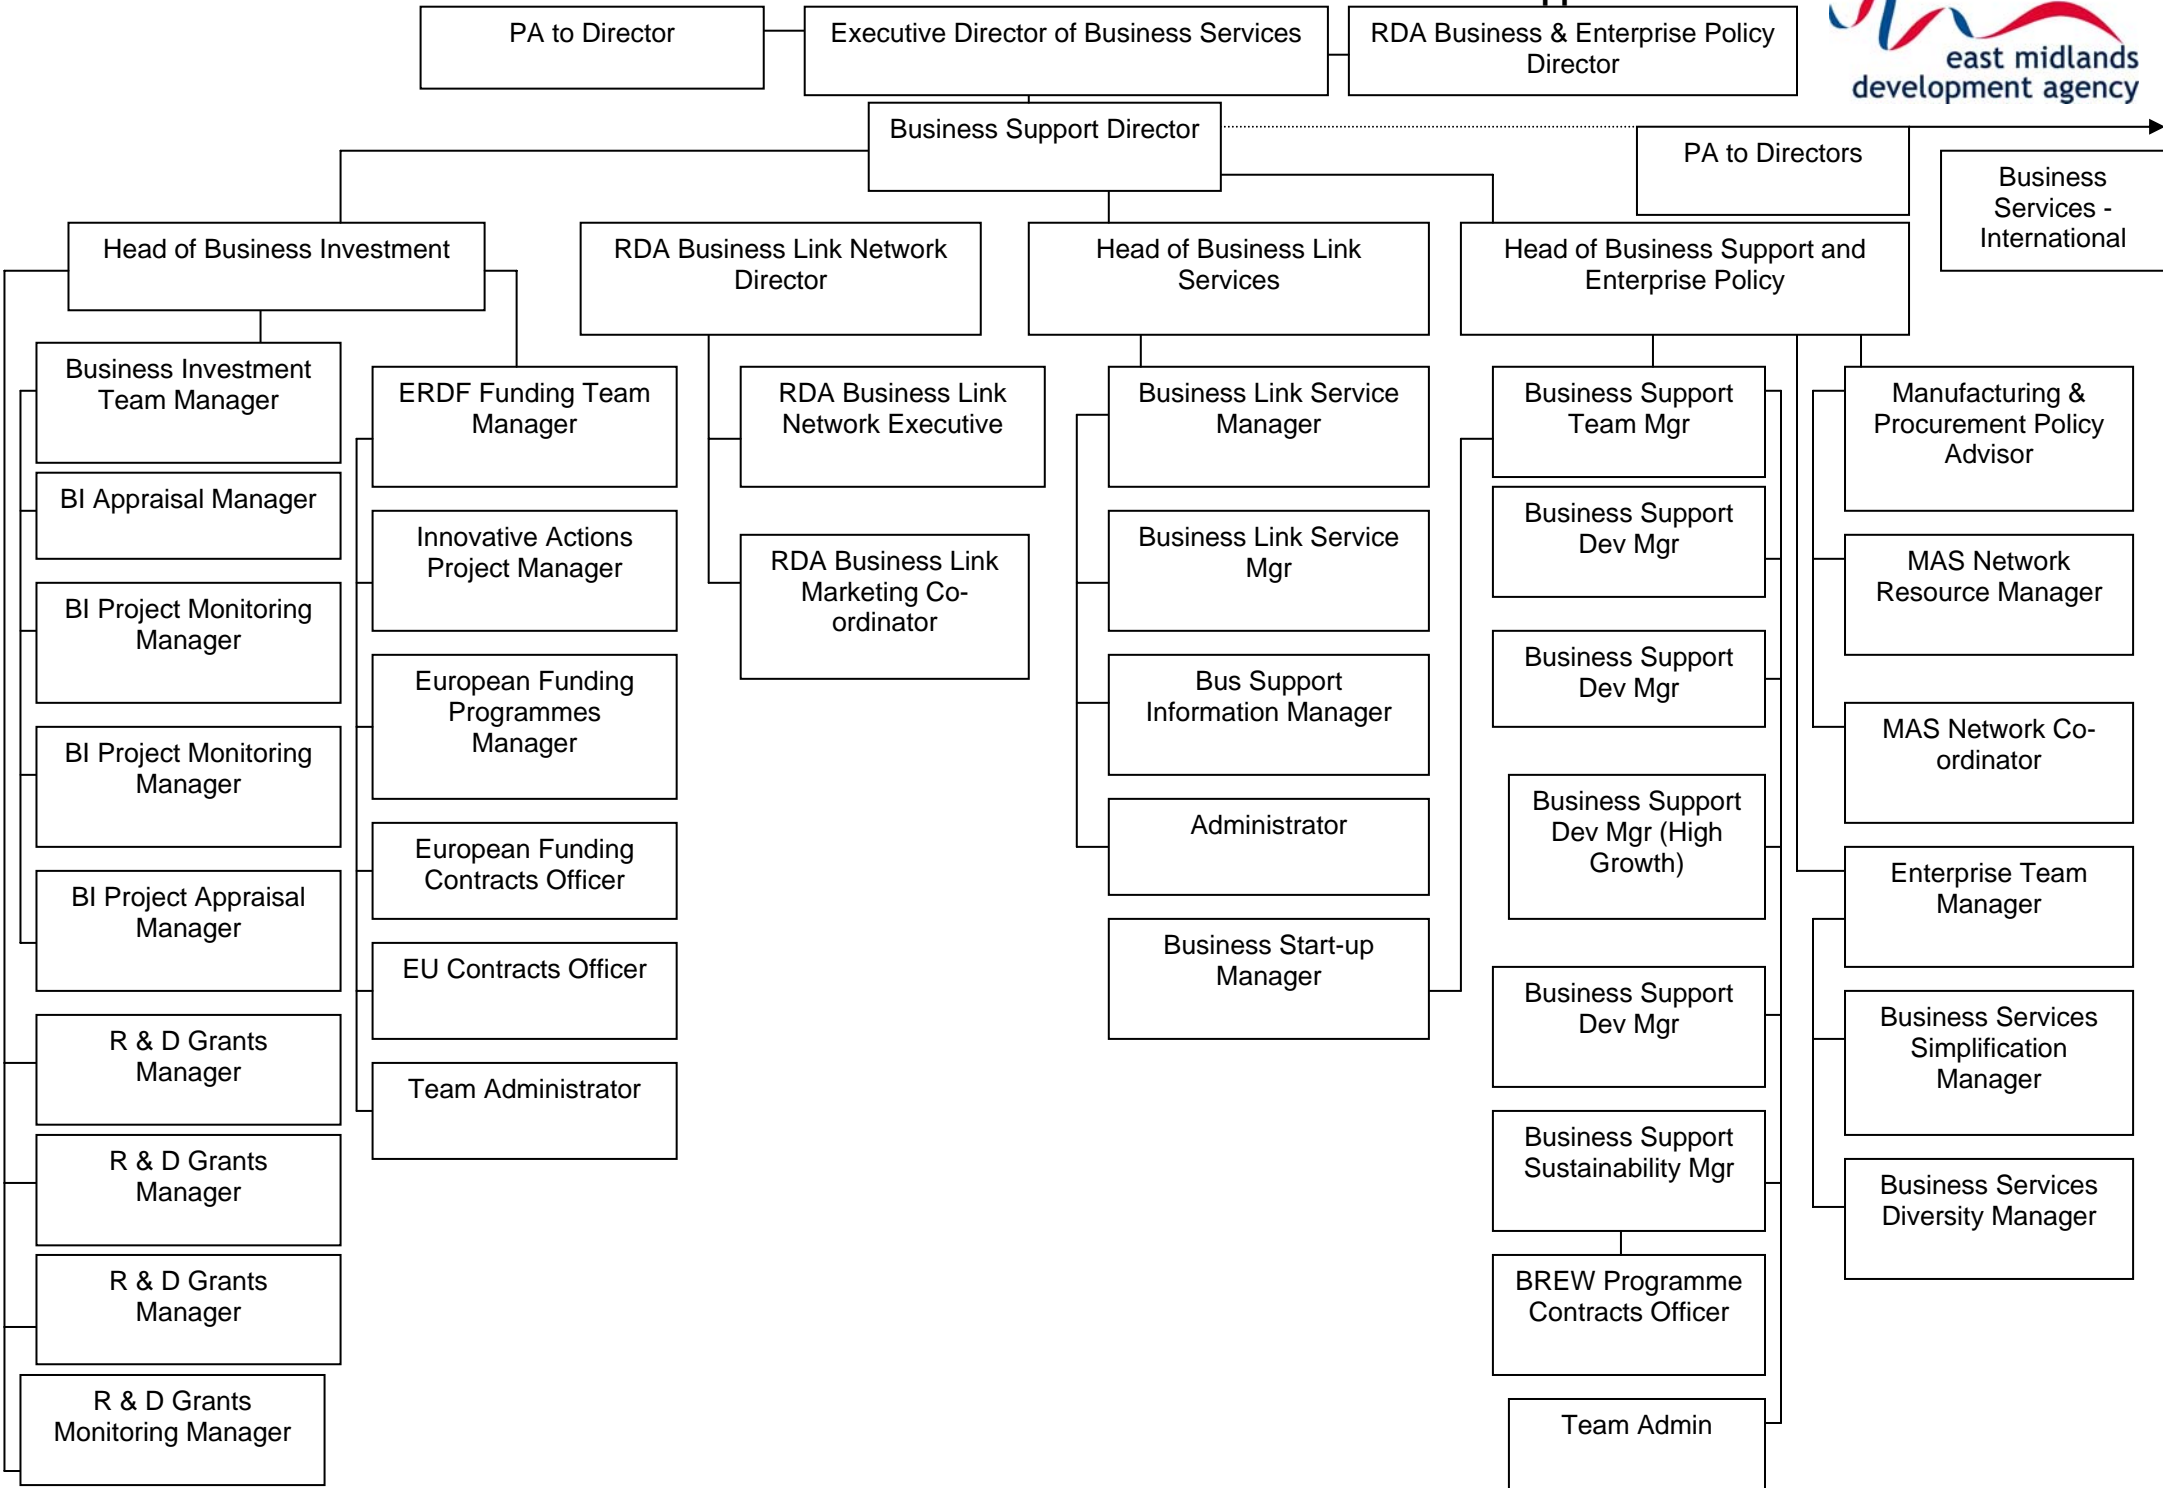 PA to Director
Executive Director of Business Services
RDA Business & Enterprise Policy
Director
east midlands
development agency
Business Support Director
PA to Directors
Business
Services -
International
Head of Business Investment
RDA Business Link Network
Director
Head of Business Link
Services
Head of Business Support and
Enterprise Policy
Business Investment
Team Manager
BI Appraisal Manager
BI Project Monitoring
Manager
BI Project Monitoring
Manager
BI Project Appraisal
Manager
R & D Grants
Manager
R & D Grants
Manager
R & D Grants
Manager
R & D Grants
Monitoring Manager
ERDF Funding Team
Manager
Innovative Actions
Project Manager
European Funding
Programmes
Manager
European Funding
Contracts Officer
EU Contracts Officer
Team Administrator
RDA Business Link
Network Executive
RDA Business Link
Marketing Co-
ordinator
Business Link Service
Manager
Business Link Service
Mgr
Bus Support
Information Manager
Administrator
Business Start-up
Manager
Business Support
Team Mgr
Business Support
Dev Mgr
Business Support
Dev Mgr
Business Support
Dev Mgr (High
Growth)
Business Support
Dev Mgr
Business Support
Sustainability Mgr
BREW Programme
Contracts Officer
Team Admin
Manufacturing &
Procurement Policy
Advisor
MAS Network
Resource Manager
MAS Network Co-
ordinator
Enterprise Team
Manager
Business Services
Simplification
Manager
Business Services
Diversity Manager